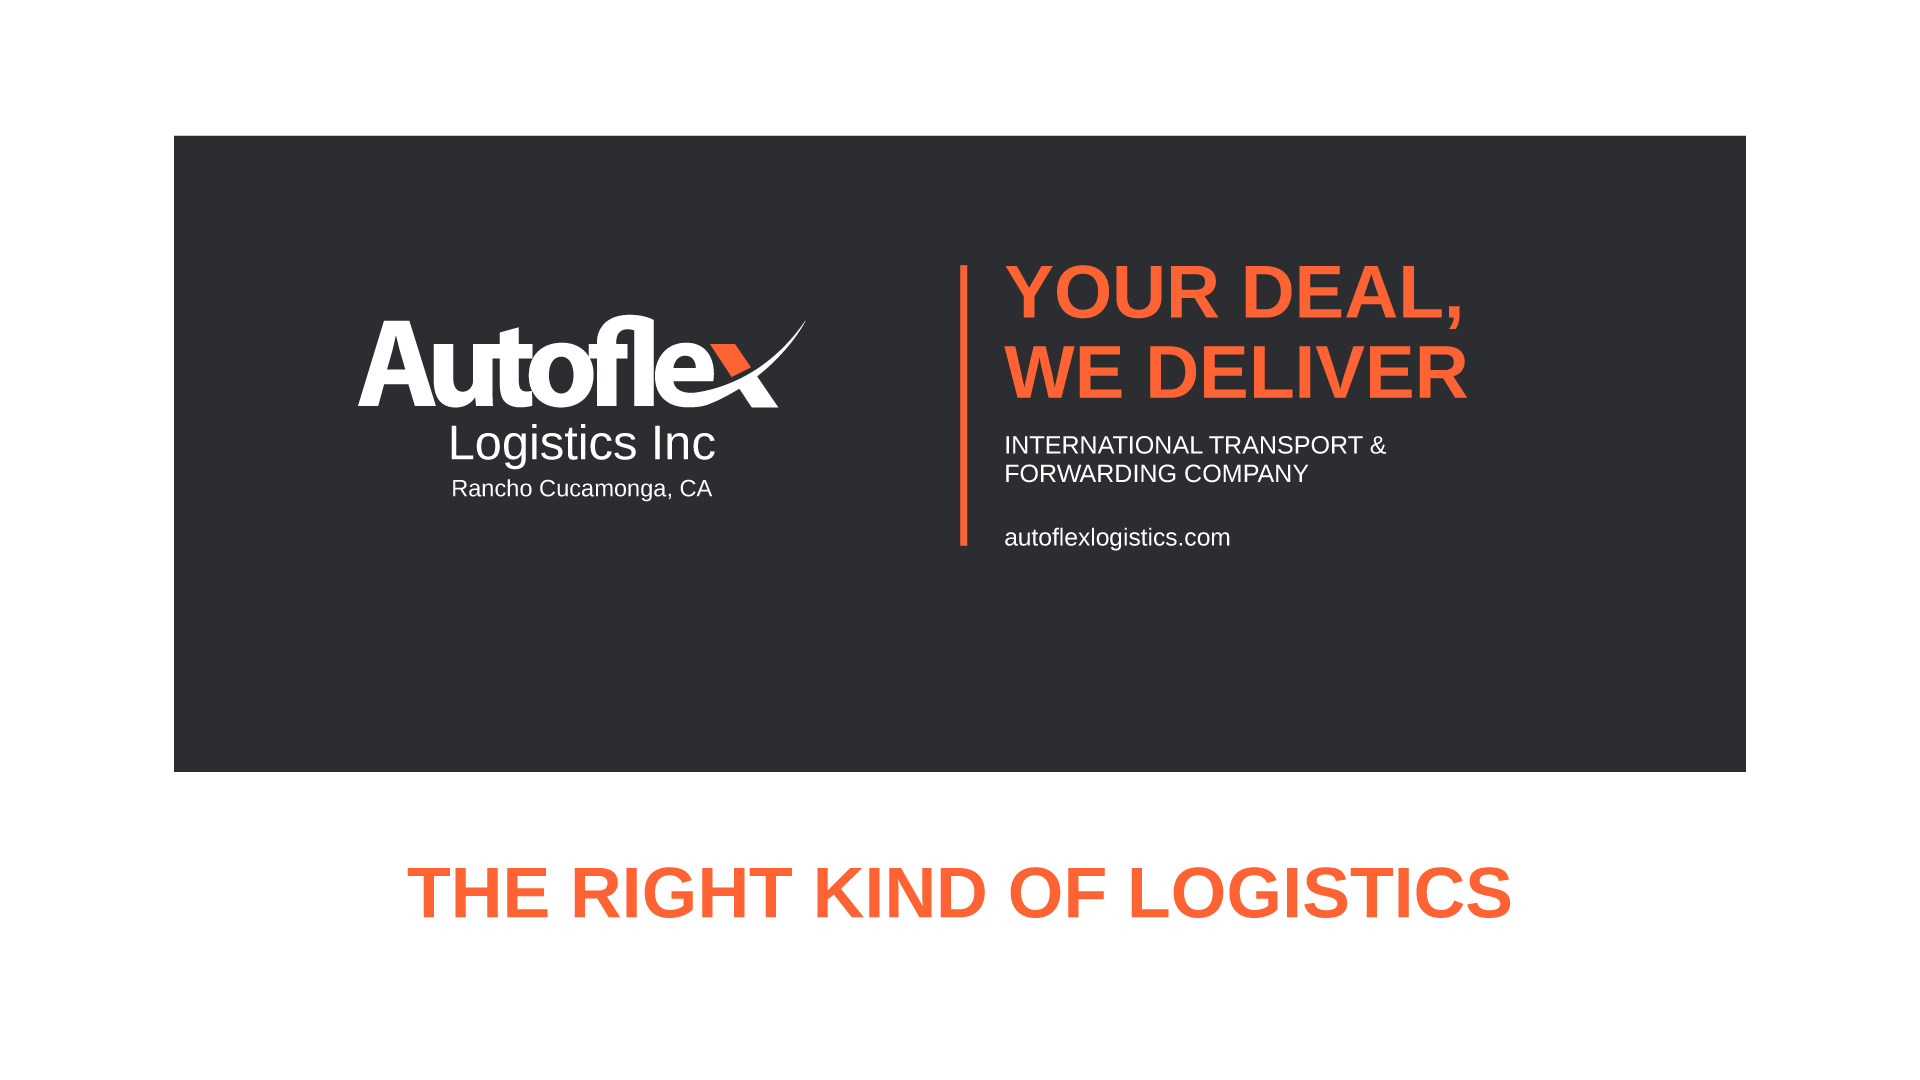 Autoflex
Logistics Inc
Rancho Cucamonga, CA
YOUR DEAL,
WE DELIVER
INTERNATIONAL TRANSPORT &
FORWARDING COMPANY
autoflexlogistics.com
THE RIGHT KIND OF LOGISTICS